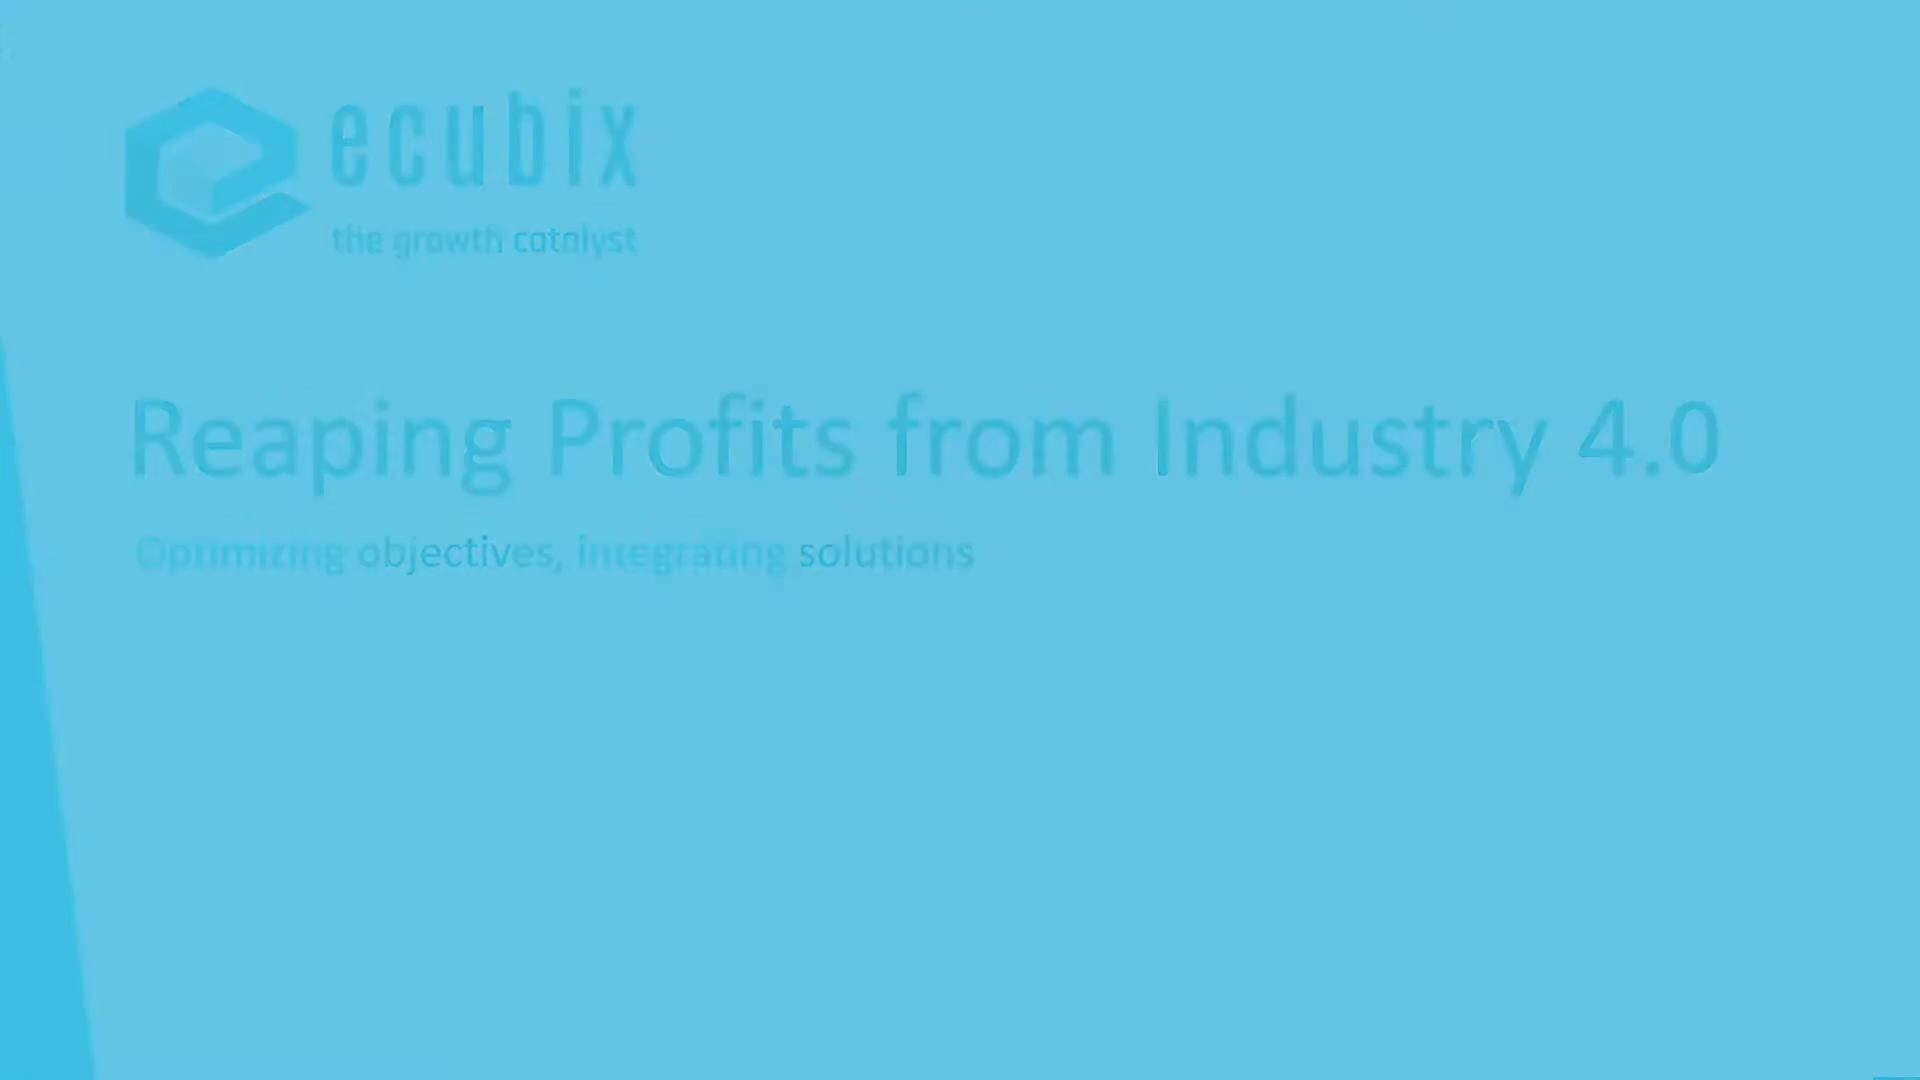 ecubix
the growth catalyst
Reaping Profits from Industry 4.0
Optimizing objectives, integrating solutions